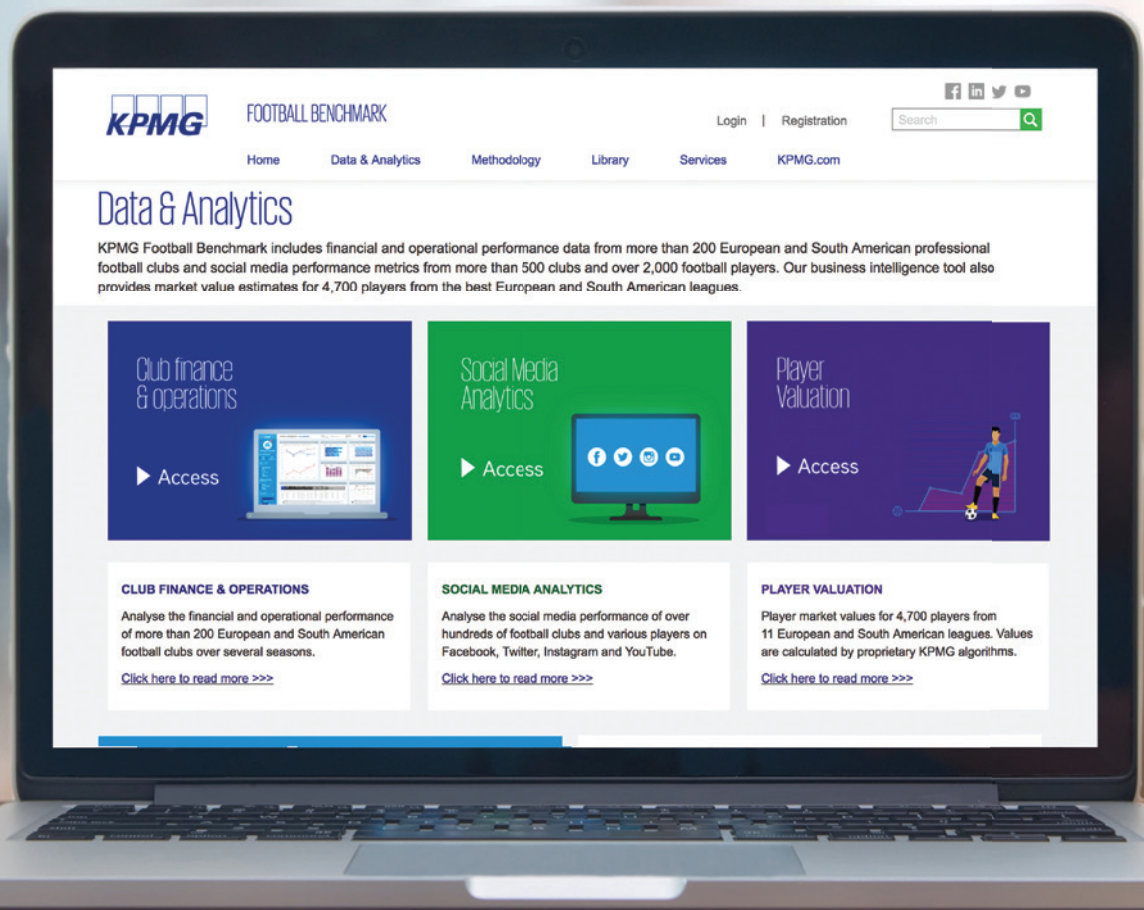 KPMG
FOOTBALL BENCHMARK
Login | Registration
Search
Home Data & Analytics Methodology Library Services KPMG.com
Data & Analytics
KPMG Football Benchmark includes financial and operational performance data from more than 200 European and South American professional
football clubs and social media performance metrics from more than 500 clubs and over 2,000 football players. Our business intelligence tool also
provides market value estimates for 4,700 players from the best European and South American leagues.
Club finance
& operations
Access
Social Media
Analytics
Access
Player
Valuation
Access
CLUB FINANCE & OPERATIONS
Analyse the financial and operational performance
of more than 200 European and South American
football clubs over several seasons.
Click here to read more >>>
SOCIAL MEDIA ANALYTICS
Analyse the social media performance of over
hundreds of football clubs and various players on
Facebook, Twitter, Instagram and YouTube.
Click here to read more >>>
PLAYER VALUATION
Player market values for 4,700 players from
11 European and South American leagues. Values
are calculated by proprietary KPMG algorithms.
Click here to read more >>>